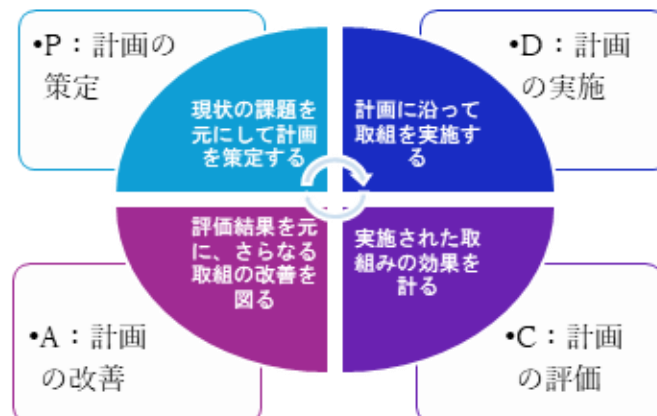 •P：計画の
策定
現状の課題を
元にして計画
を策定する
•D：計画
の実施
計画に沿って
取組を実施す
る
•A：計画
の改善
評価結果を元
に、さらなる
取組の改善を
図る
•C：計画
の評価
実施された取
組みの効果を
計る